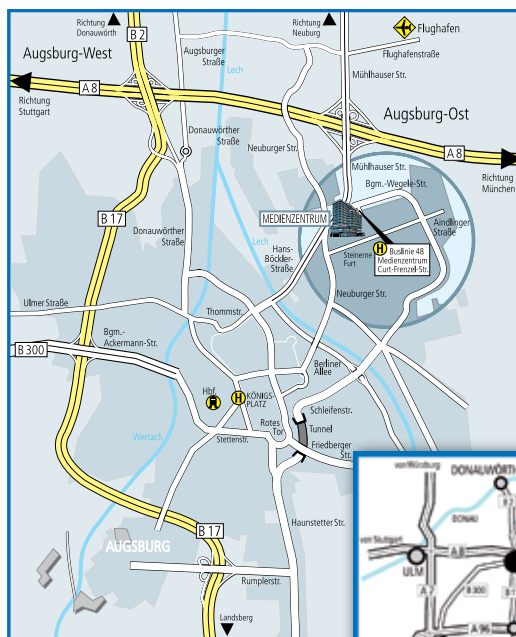 Richtung
Donauwörth
B 2
Richtung
Neuburg
Flughafen
Augsburg-West
Augsburger
Straße
Lech
Flughafenstraße
Mühlhauser Str.
A 8
Richtung
Stuttgart
Augsburg-Ost
Donauwörther
Straße
Neuburger Str.
A 8
Richtung
München
Mühlhauser Str.
Bgm.-Wegele-Str.
B 17
MEDIENZENTRUM
Aindlinger
Straße
Donauwörther
Straße
Lech
Hans-
Böckler-
Straße
Steinerne
Furt
H
Buslinie 48
Medienzentrum
Curt-Frenzel-Str.
Neuburger Str.
Ulmer Straße
Thommstr.
Bgm.-
Ackermann-Str.
B 300
Berliner
Allee
Hbf.
H
KÖNIGS-
PLATZ
Schleifenstr.
Rotes
Tor
Tunnel
Wertach
Stettenstr.
Friedberger
Str.
Haunstetter Str.
B 17
AUGSBURG
Rumplerstr.
Landsberg
von Würzburg
DONAUWÖRTH
B 2
DONAU
von Stuttgart
A 8
ULM
A 7
B 300
B 1
A 96